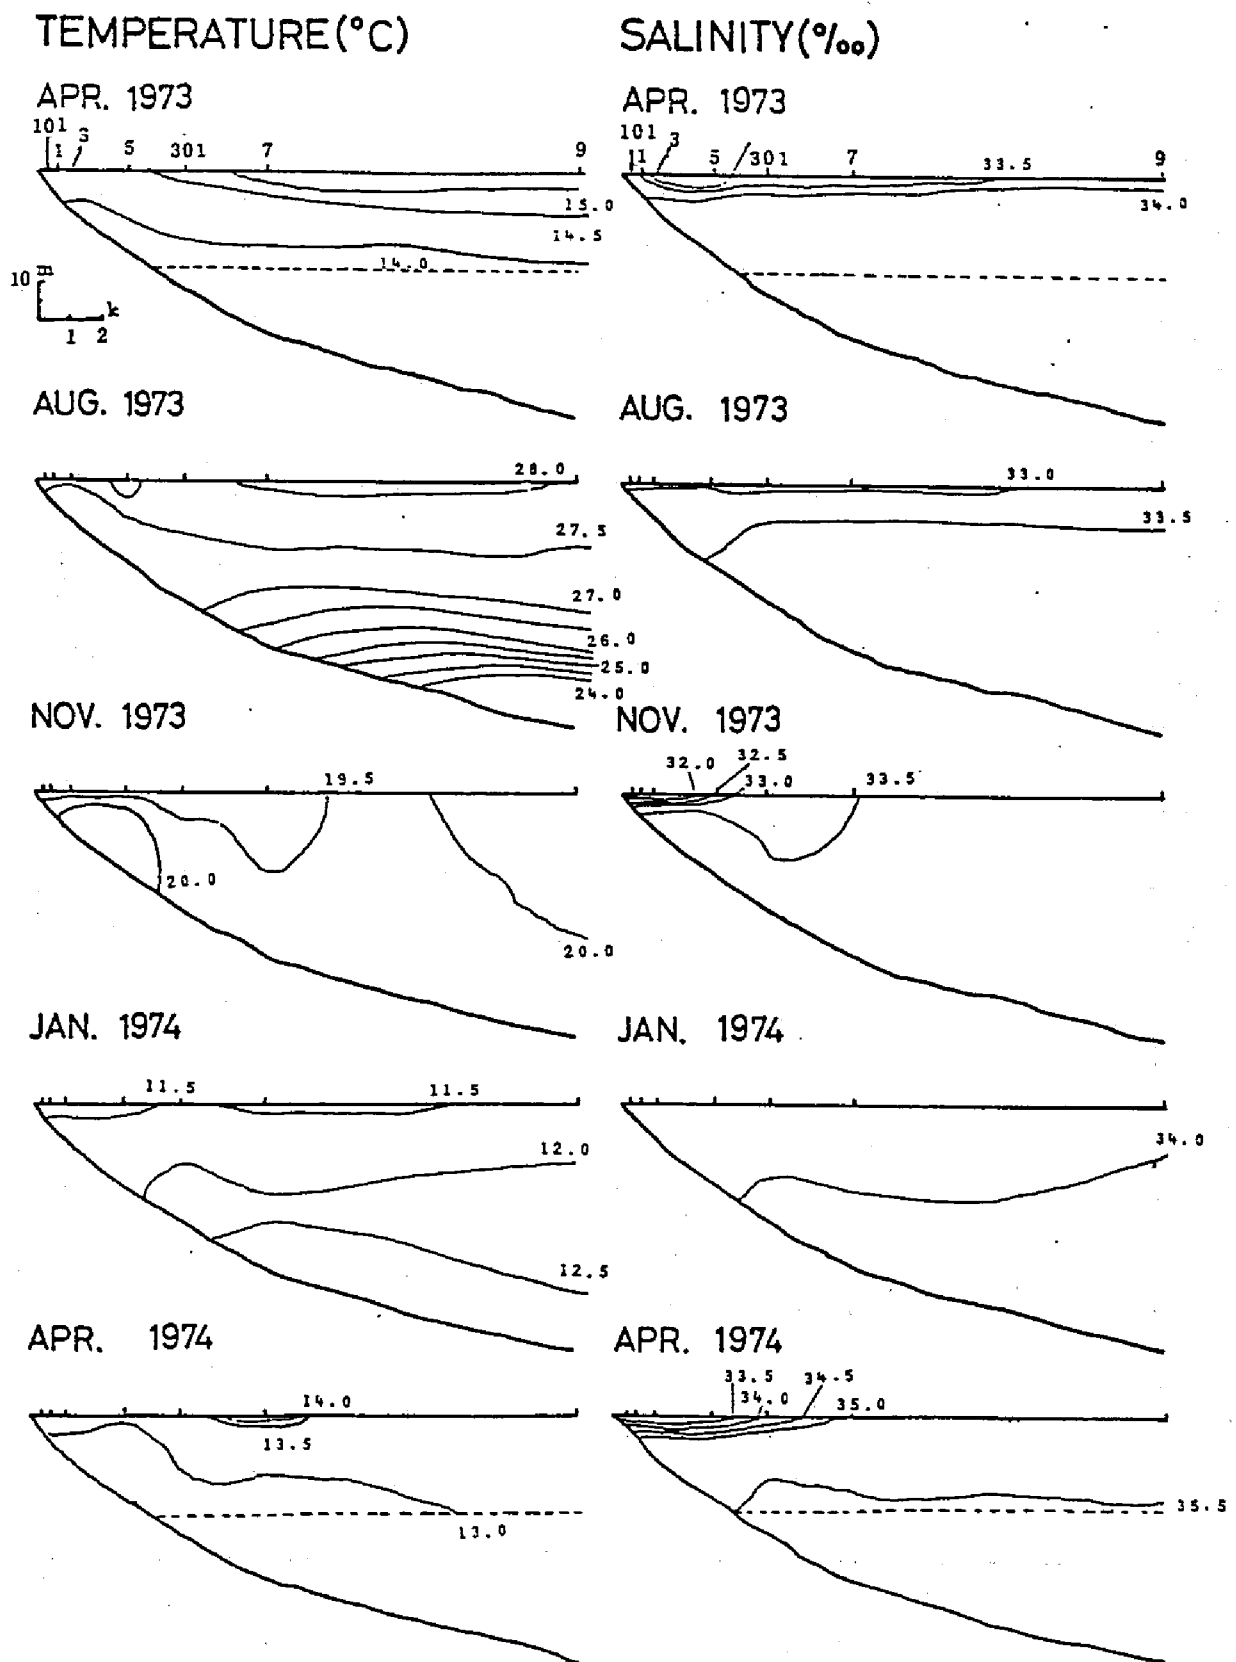 TEMPERATURE(°C) SALINITY(‰)
APR. 1973 APR. 1973
101 1 3 5 301 7 9
101 1 3 5 301 7 33.5 9
15.0
34.0
14.5
14.0
10 m
k
1 2
AUG. 1973 AUG. 1973
28.0 33.0
27.5 33.5
27.0
26.0
25.0
24.0
NOV. 1973 NOV. 1973
19.5 32.0 32.5 33.0 33.5
20.0
20.0
JAN. 1974 JAN. 1974
11.5 11.5
12.0 34.0
12.5
APR. 1974 APR. 1974
14.0 33.5 34.0 34.5 35.0
13.5
13.0 35.5